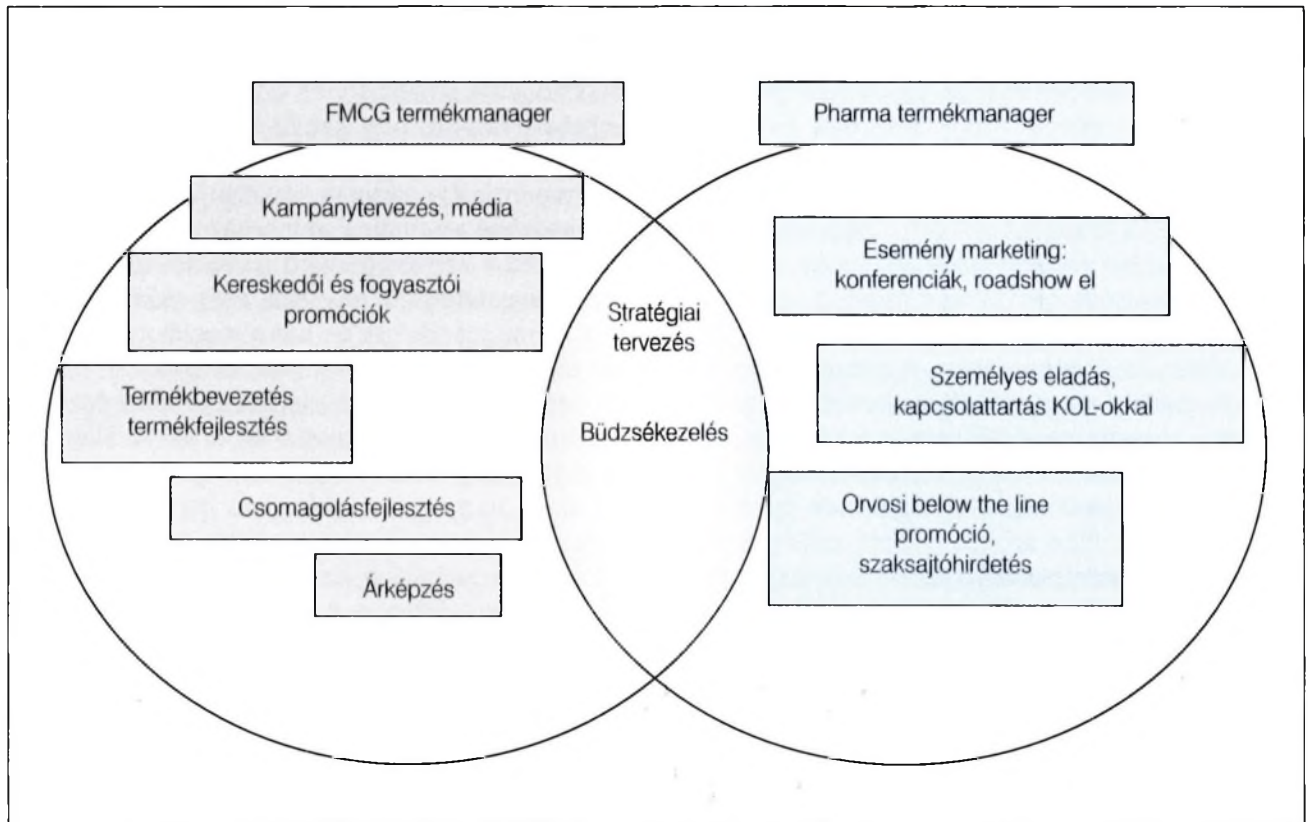 FMCG termékmanager
Pharma termékmanager
Kampánytervezés, média
Kereskedői és fogyasztói
promóciók
Termékbevezetés
termékfejlesztés
Csomagolásfejlesztés
Árképzés
Stratégiai
tervezés
Büdzsékezelés
Esemény marketing:
konferenciák, roadshow el
Személyes eladás,
kapcsolattartás KOL-okkal
Orvosi below the line
promóció,
szaksajtóhirdetés